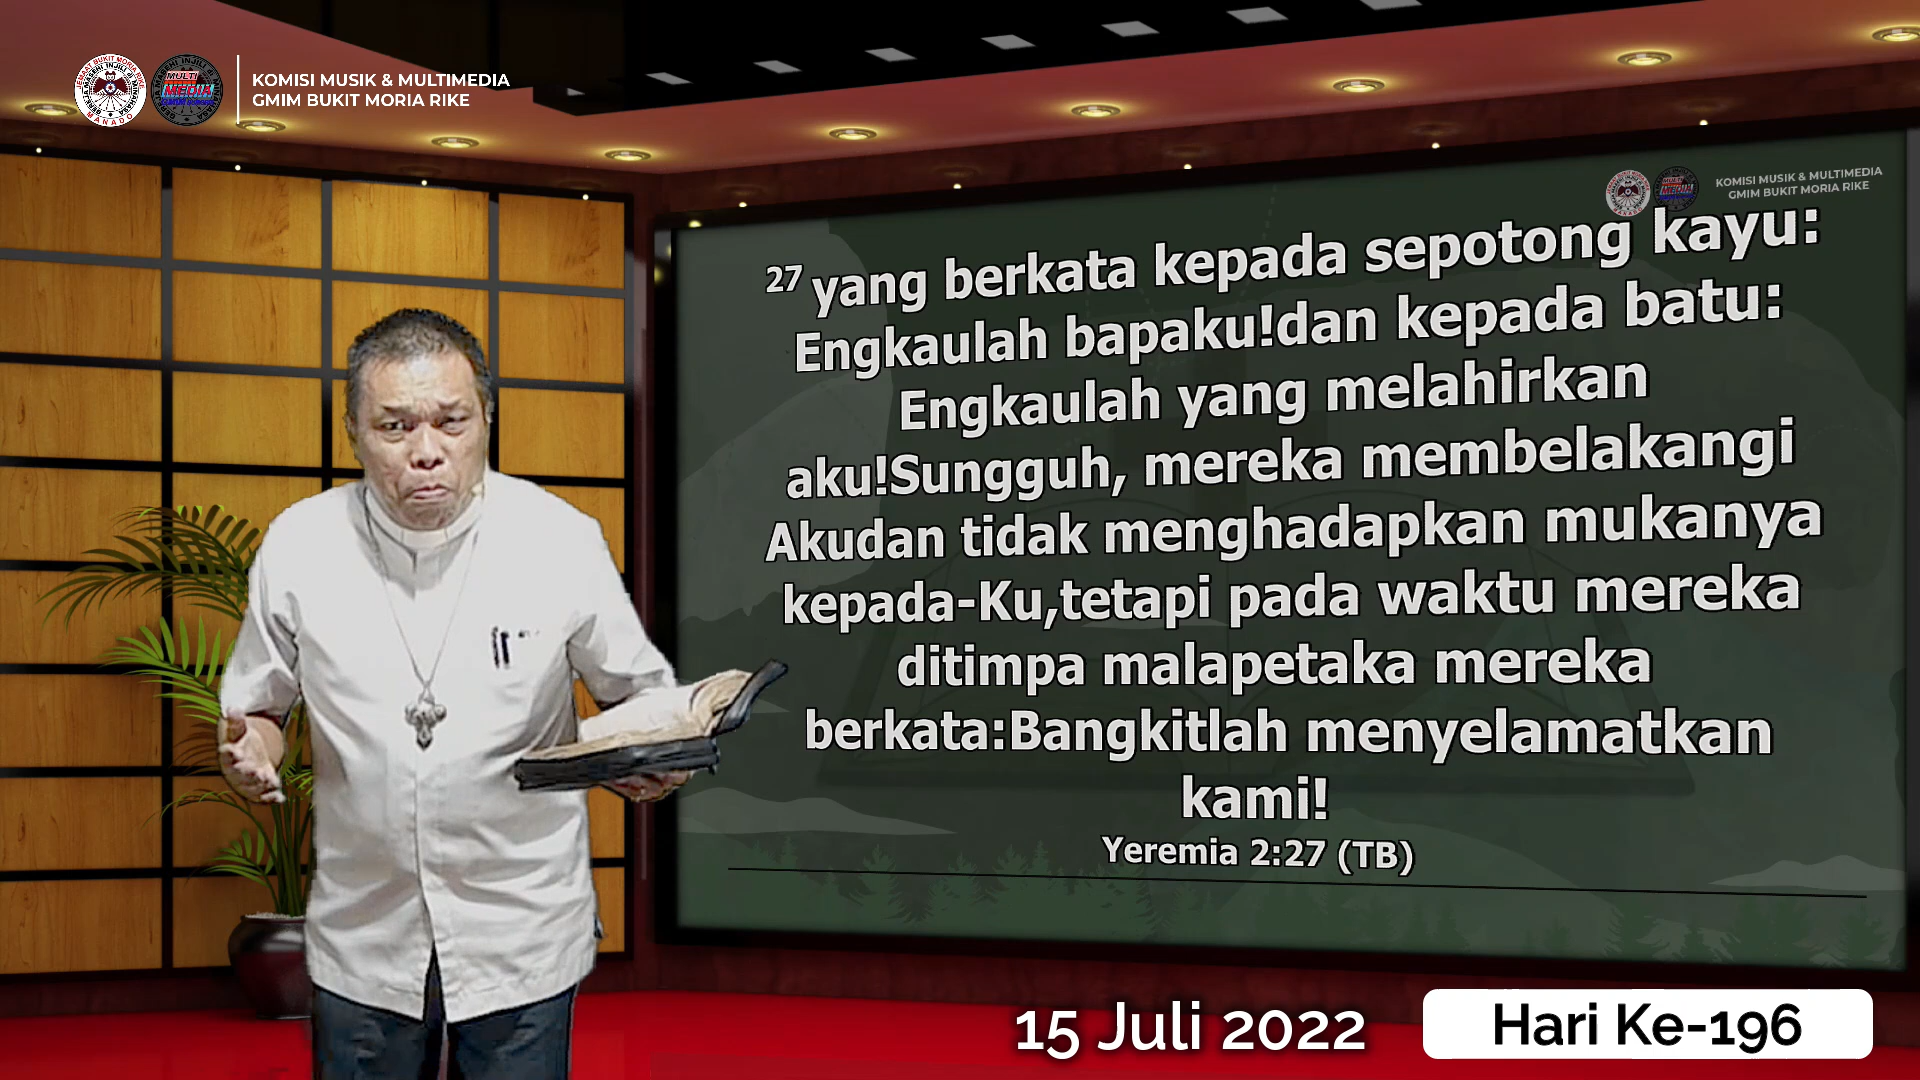 KOMISI MUSIK & MULTIMEDIA
GMIM BUKIT MORIA RIKE
KOMISI MUSIK & MULTIMEDIA
GMIM BUKIT MORIA RIKE
27 yang berkata kepada sepotong kayu:
Engkaulah bapaku!dan kepada batu:
Engkaulah yang melahirkan
aku!Sungguh, mereka membelakangi
Akudan tidak menghadapkan mukanya
kepada-Ku,tetapi pada waktu mereka
ditimpa malapetaka mereka
berkata:Bangkitlah menyelamatkan
kami!
Yeremia 2:27 (TB)
15 Juli 2022
Hari Ke-196